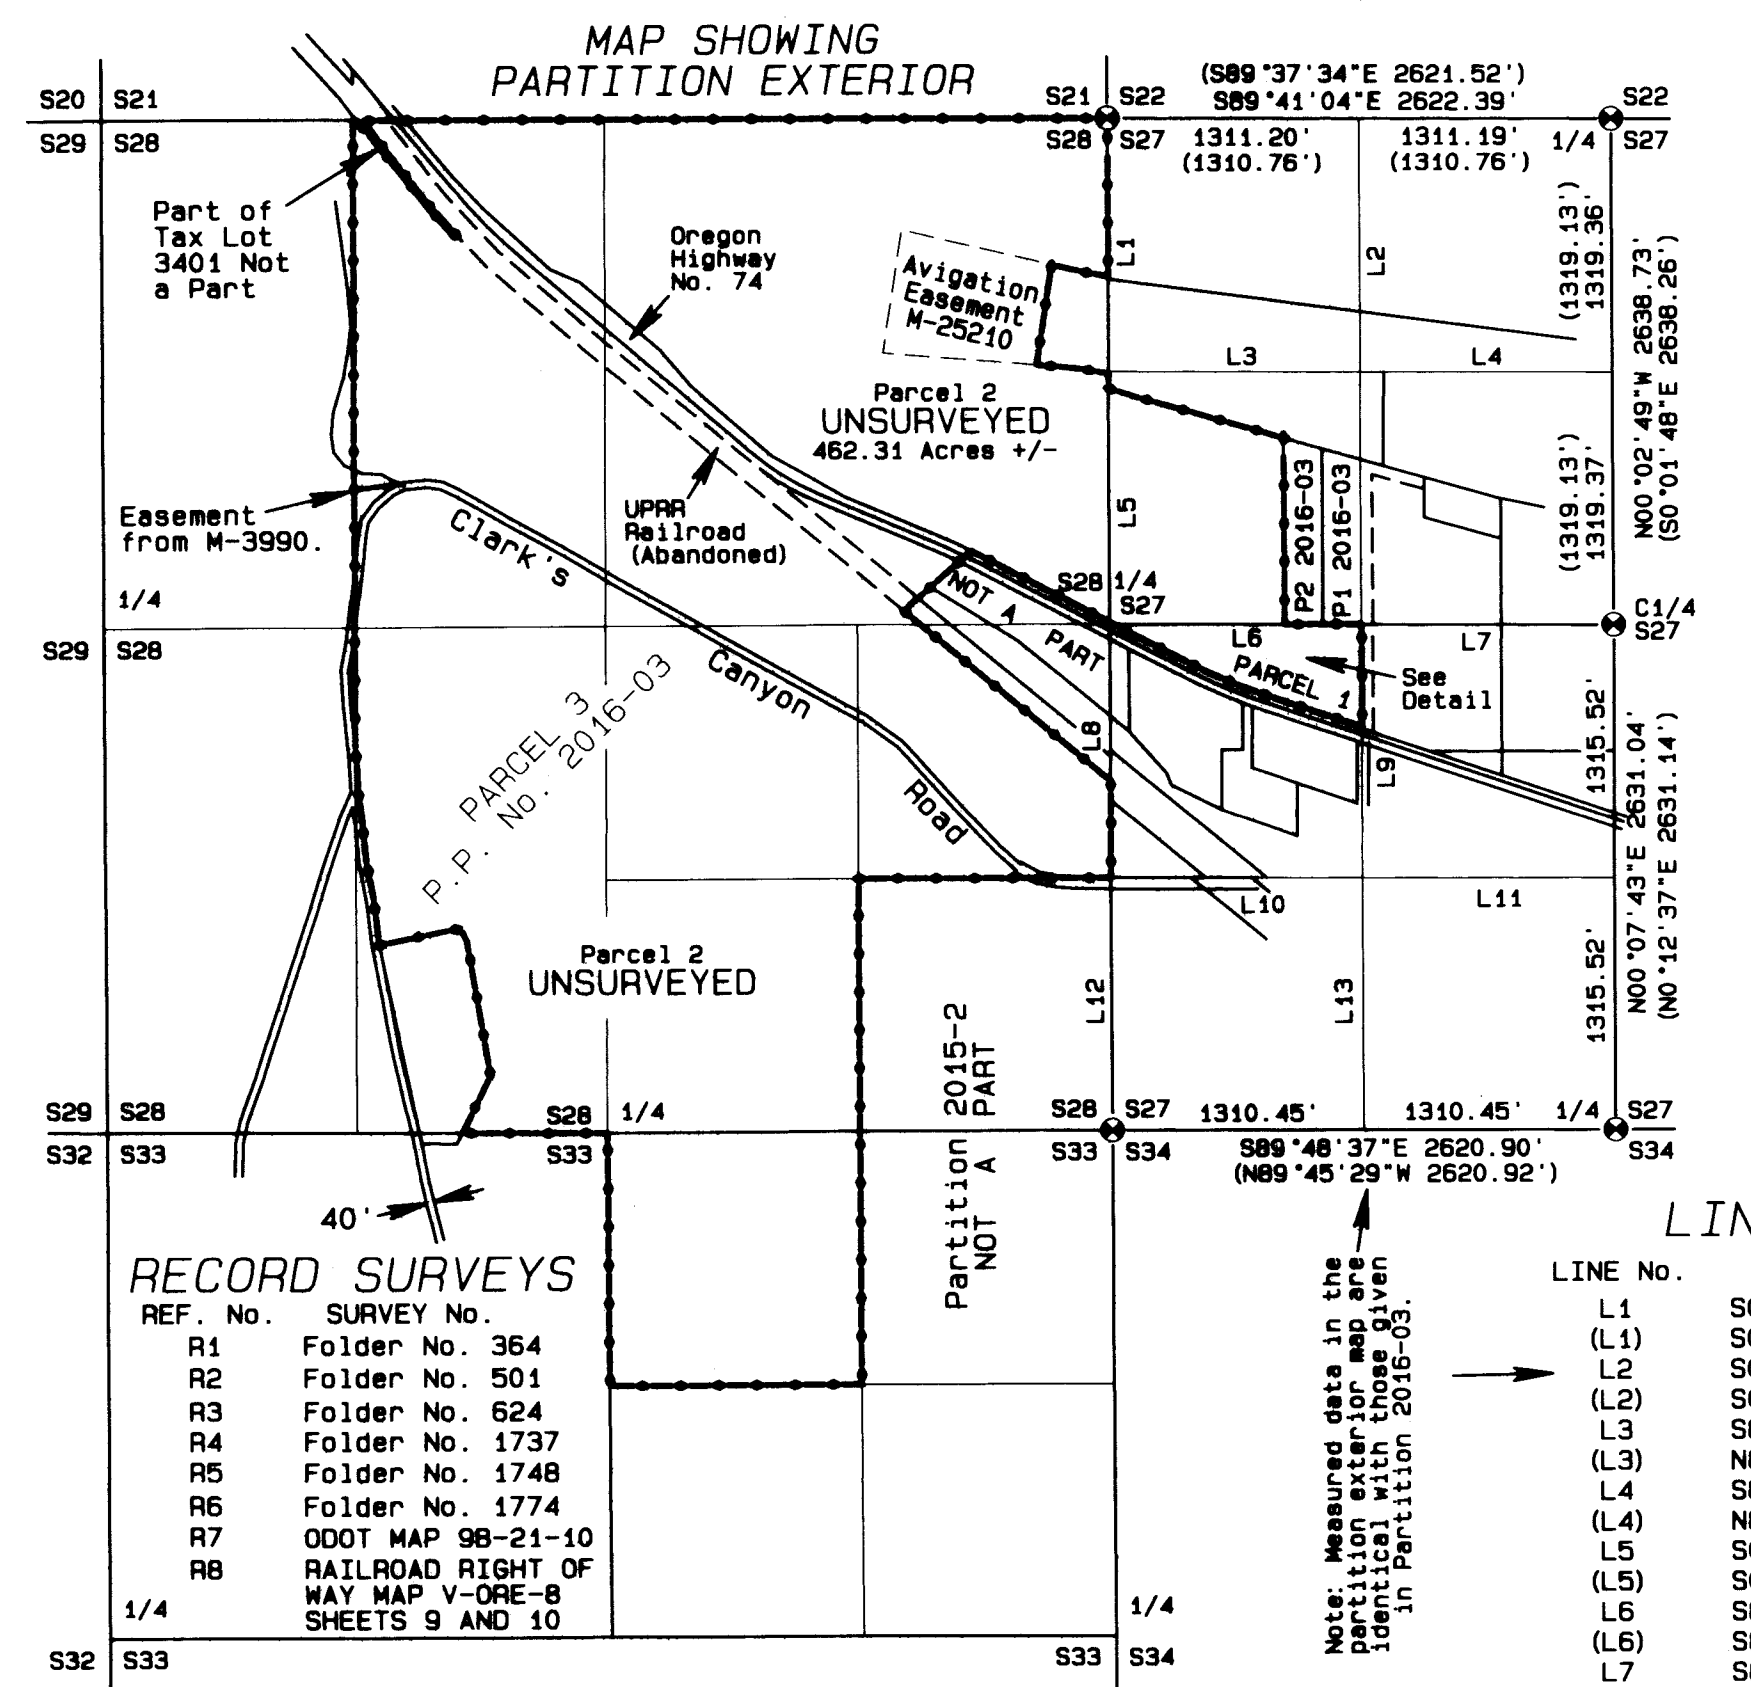 MAP SHOWING
PARTITION EXTERIOR
(S89°37'34"E 2621.52')
S89°41'04"E 2622.39'
S20 S21
S29 S28
S21 S22
S28 S27
1311.20'
(1310.76')
1311.19'
(1310.76')
S22
1/4 S27
Part of
Tax Lot
3401 Not
a Part
Oregon
Highway
No. 74
Avigation
Easement
M-25210
L1
L2
(1319.13')
1319.36'
N00°02'49"W 2638.73'
(S0°01'48"E 2638.26')
L3
L4
Parcel 2
UNSURVEYED
462.31 Acres +/-
Easement
from M-3990.
Clark's
Canyon
Road
UPRR
Railroad
(Abandoned)
L5
P2 2016-03
P1 2016-03
(1319.13')
1319.37'
1/4
S29 S28
S28 1/4
S27
C1/4
S27
NOT A PART
L6
L7
PARCEL 1
See
Detail
PARCEL 3
P.P. No. 2016-03
L8
L9
1315.52'
N00°07'43"E 2631.04'
(N0°12'37"E 2631.14')
L10
L11
Parcel 2
UNSURVEYED
L12
L13
1315.52'
Partition 2015-2
NOT A PART
S29 S28
S32 S33
S28 1/4
S33
S28 S27
S33 S34
1310.45'
1310.45'
1/4 S27
S34
S89°48'37"E 2620.90'
(N89°45'29"W 2620.92')
40'
Note: Measured data in the
partition exterior map are
identical with those given
in Partition 2016-03.
RECORD SURVEYS
REF. No. SURVEY No.
R1 Folder No. 364
R2 Folder No. 501
R3 Folder No. 624
R4 Folder No. 1737
R5 Folder No. 1748
R6 Folder No. 1774
R7 ODOT MAP 9B-21-10
R8 RAILROAD RIGHT OF
WAY MAP V-ORE-8
SHEETS 9 AND 10
1/4
S32 S33
1/4
S33 S34
LIN
LINE No.
L1
(L1)
L2
(L2)
L3
(L3)
L4
(L4)
L5
(L5)
L6
(L6)
L7